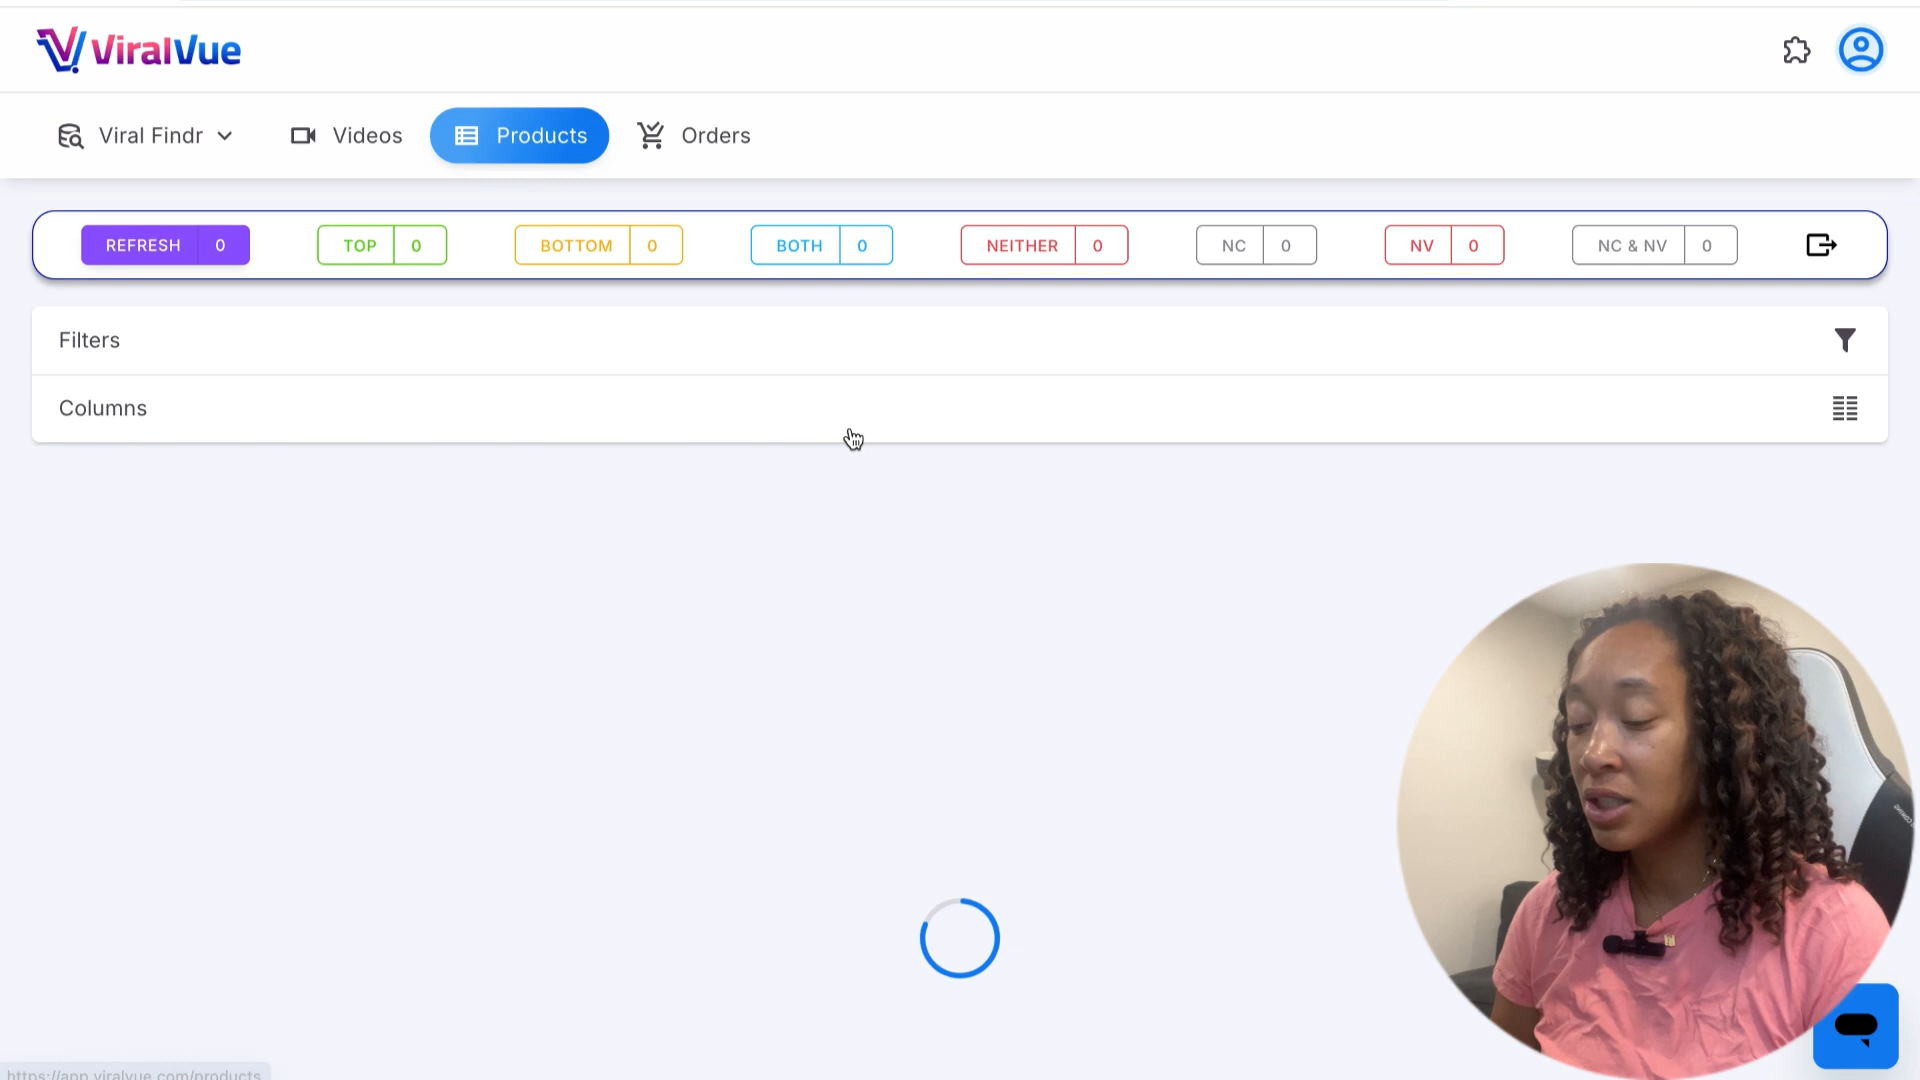 ViralVue
Viral Findr
Videos
Products
Orders
REFRESH 0
TOP 0
BOTTOM 0
BOTH 0
NEITHER 0
NC 0
NV 0
NC & NV 0
Filters
Columns
https://app.viralvue.com/products